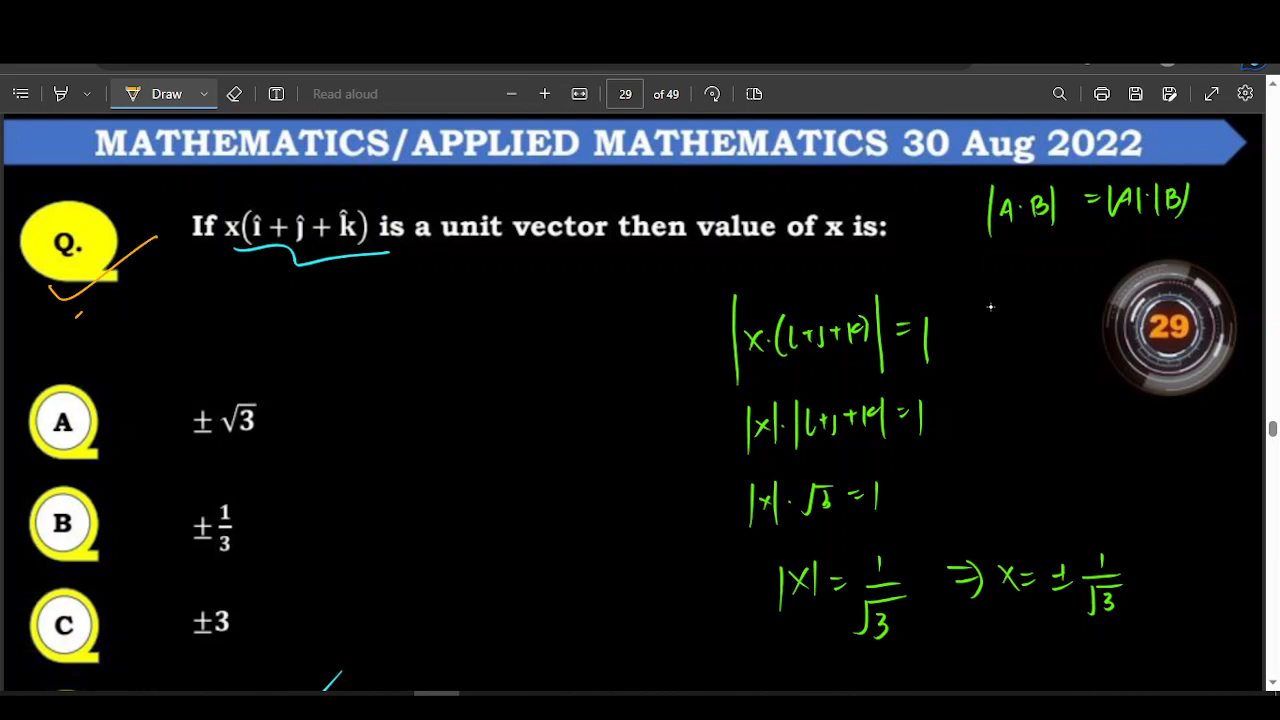 Draw
Read aloud
29 of 49
MATHEMATICS/APPLIED MATHEMATICS 30 Aug 2022
|A·B| = |A|·|B|
Q. If x(î + ĵ + k̂) is a unit vector then value of x is:
29
|x·(i+j+k)| = 1
A ± √3
|x|·|i+j+k| = 1
|x|·√3 = 1
B ± 1/3
|x| = 1/√3 ⇒ x = ± 1/√3
C ±3